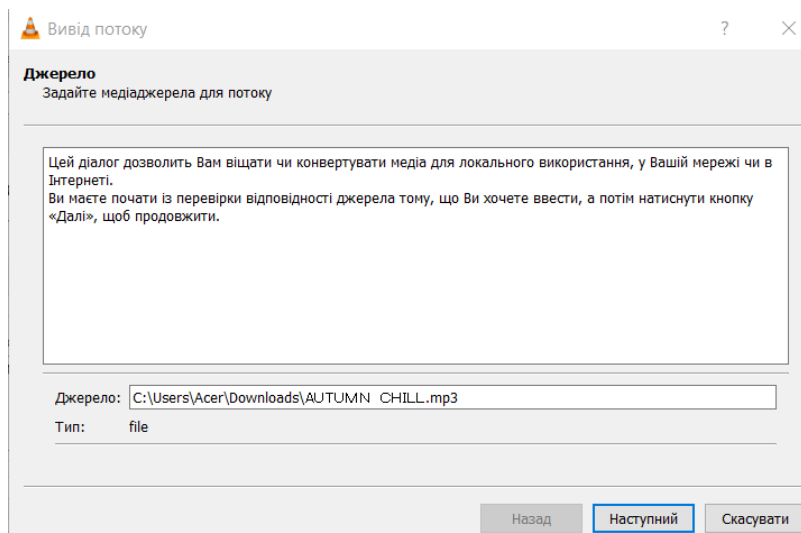 Вивід потоку
Джерело
Задайте медіаджерела для потоку
Цей діалог дозволить Вам віщати чи конвертувати медіа для локального використання, у Вашій мережі чи в
Інтернеті.
Ви маєте почати із перевірки відповідності джерела тому, що Ви хочете ввести, а потім натиснути кнопку
«Далі», щоб продовжити.
Джерело: C:\Users\Acer\Downloads\AUTUMN CHILL.mp3
Тип: file
Назад Наступний Скасувати